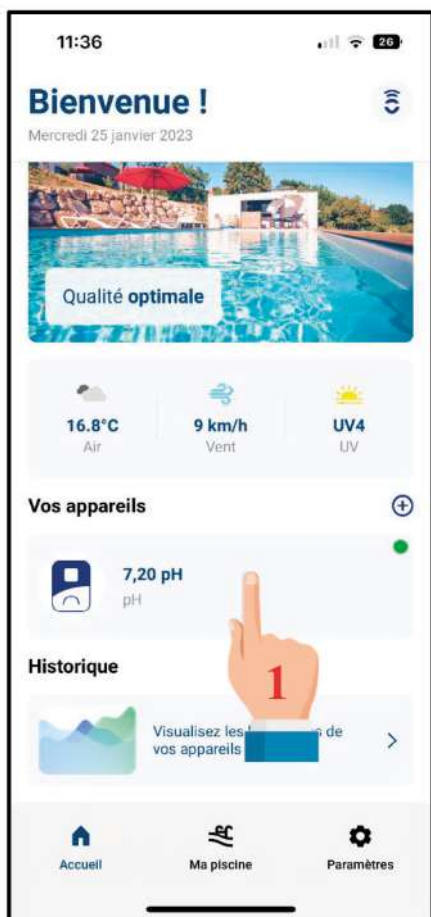 11:36
26
Bienvenue !
Mercredi 25 janvier 2023
Qualité optimale
16.8°C
9 km/h
UV4
Air
Vent
UV
Vos appareils
7,20 pH
pH
Historique
1
Visualisez les de
vos appareils
Accueil
Ma piscine
Paramètres